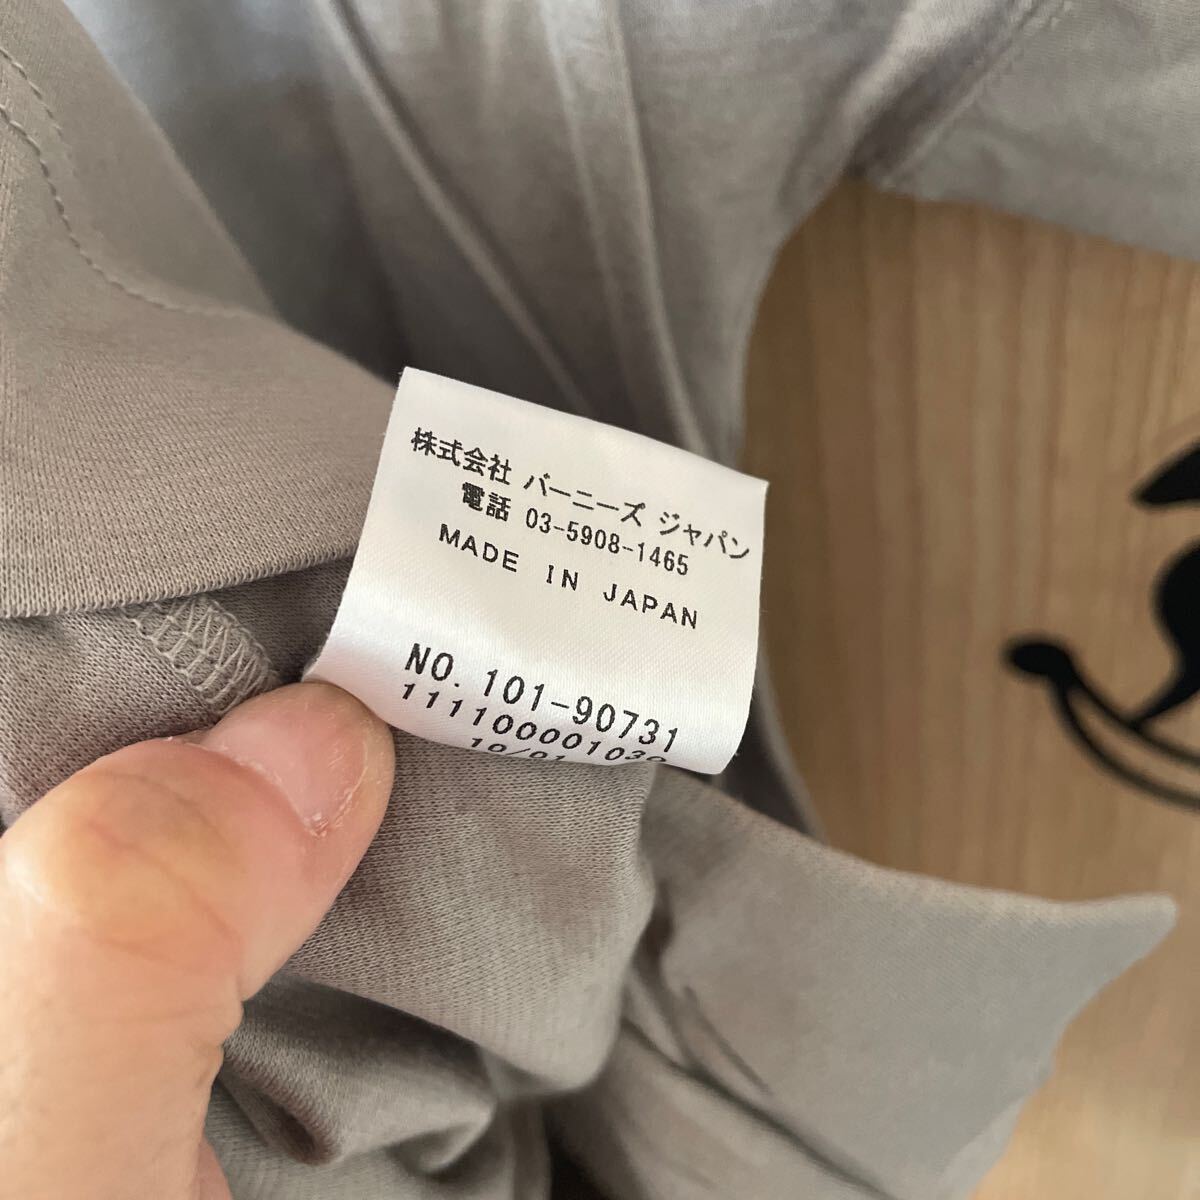 株式会社 バーニーズ ジャパン
電話 03-5908-1465
MADE IN JAPAN
NO. 101-90731